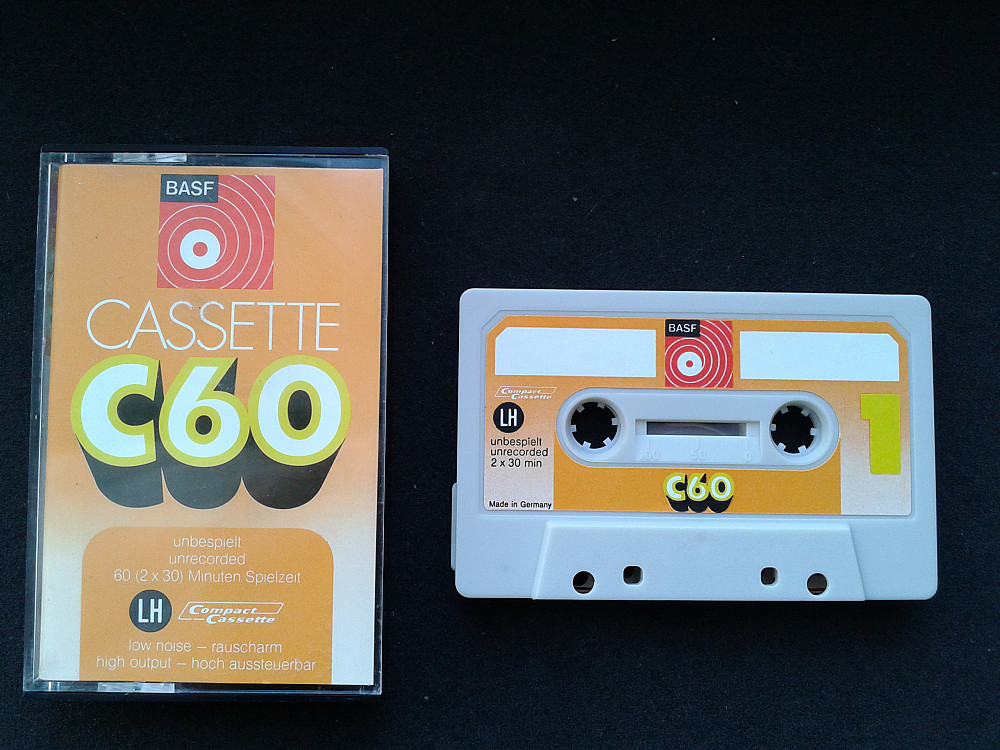 BASF
CASSETTE
C60
unbespielt
unrecorded
60 (2 x 30) Minuten Spielzeit
LH Compact Cassette
low noise – rauscharm
high output – hoch aussteuerbar
BASF
Compact
Cassette
LH
unbespielt
unrecorded
2 x 30 min
1
100 50 0
C60
Made in Germany